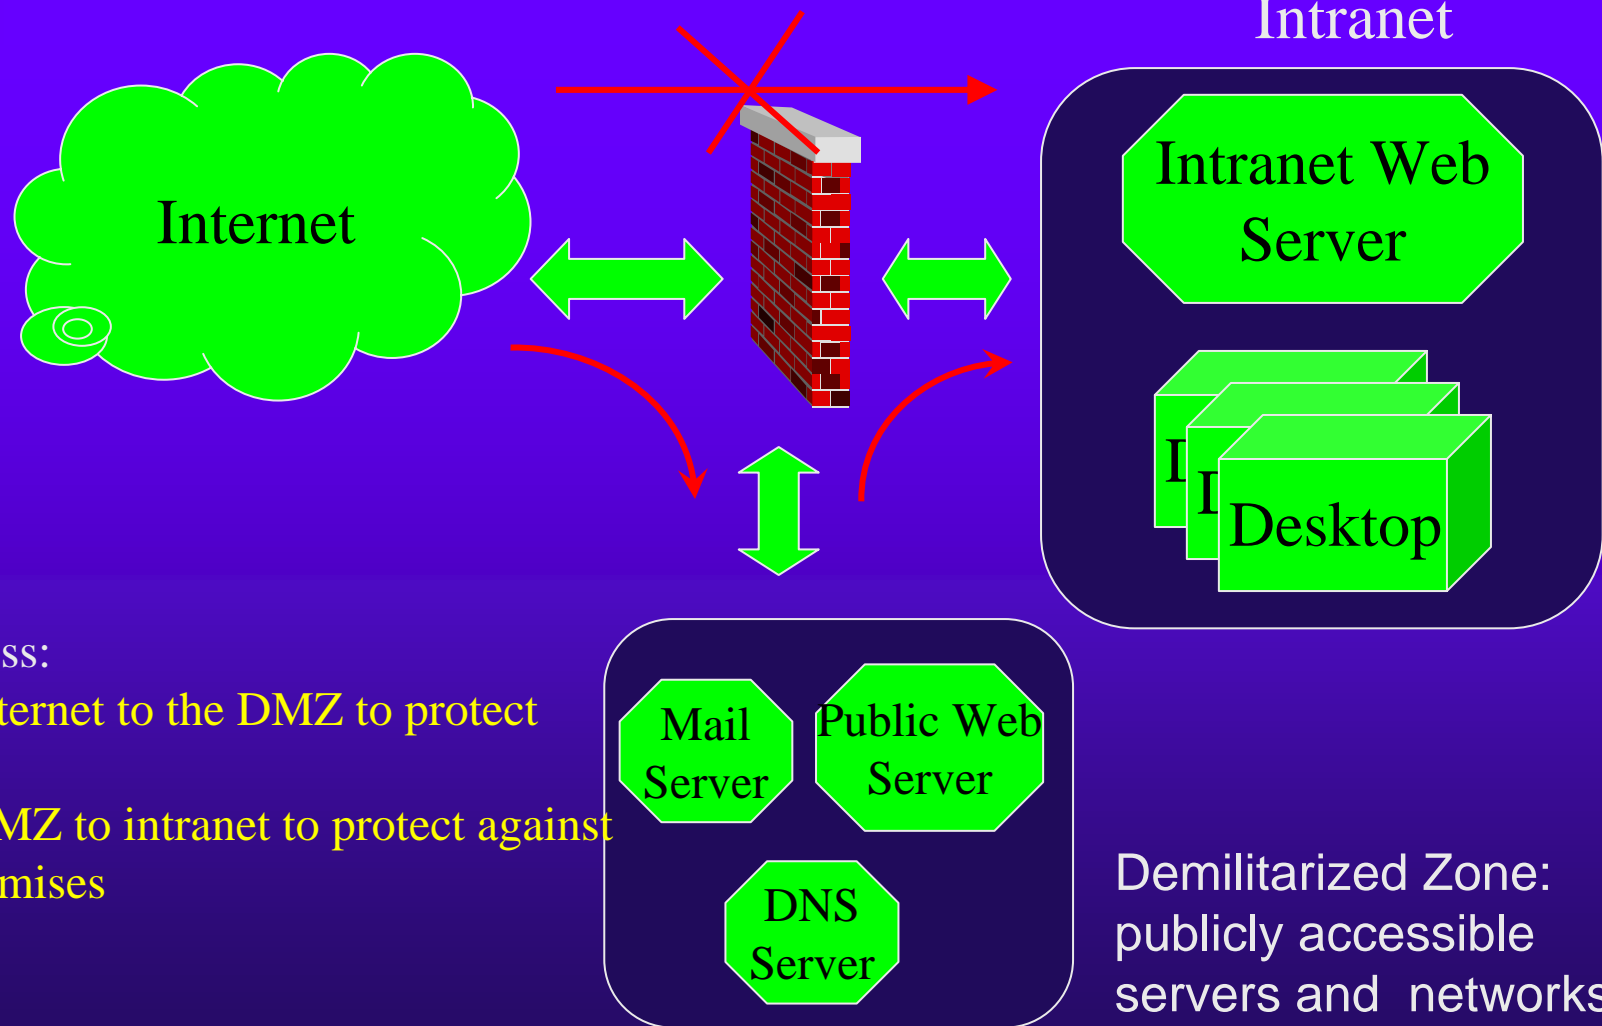 Intranet
Internet
Intranet Web
Server
Desktop
ss:
ternet to the DMZ to protect
MZ to intranet to protect against
mises
Mail
Server
Public Web
Server
DNS
Server
Demilitarized Zone:
publicly accessible
servers and networks